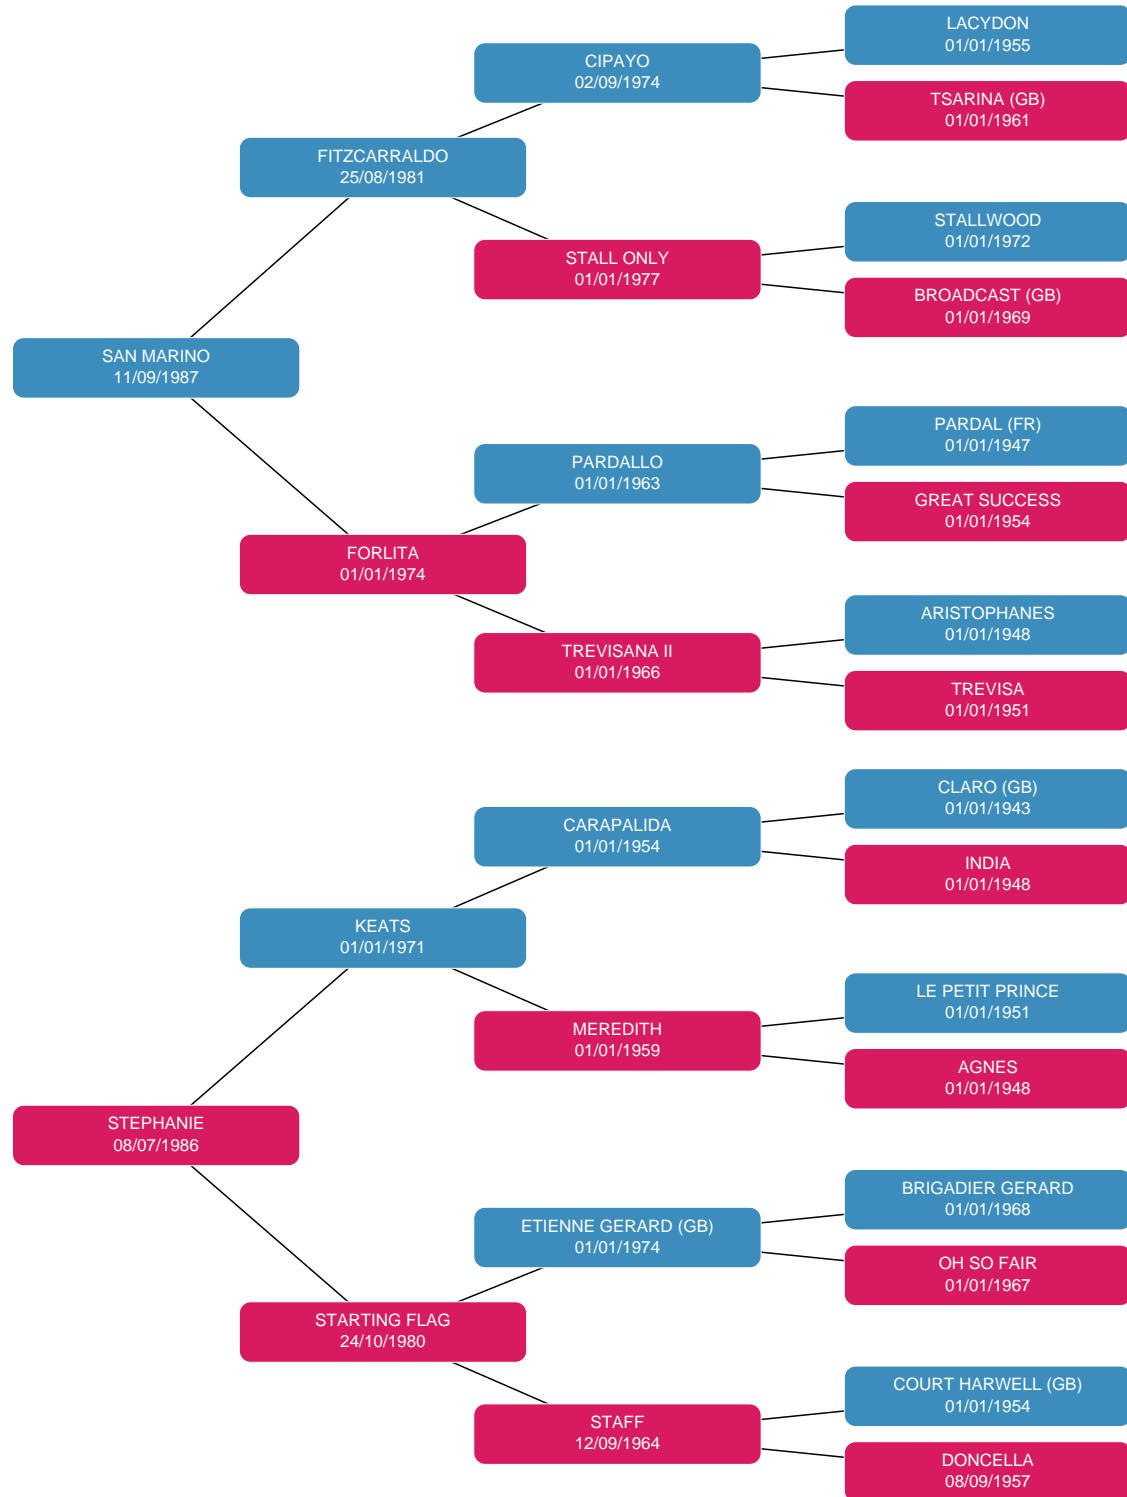 LACYDON
01/01/1955
CIPAYO
02/09/1974
TSARINA (GB)
01/01/1961
FITZCARRALDO
25/08/1981
STALLWOOD
01/01/1972
STALL ONLY
01/01/1977
BROADCAST (GB)
01/01/1969
SAN MARINO
11/09/1987
PARDAL (FR)
01/01/1947
PARDALLO
01/01/1963
GREAT SUCCESS
01/01/1954
FORLITA
01/01/1974
ARISTOPHANES
01/01/1948
TREVISANA II
01/01/1966
TREVISA
01/01/1951
CLARO (GB)
01/01/1943
CARAPALIDA
01/01/1954
INDIA
01/01/1948
KEATS
01/01/1971
LE PETIT PRINCE
01/01/1951
MEREDITH
01/01/1959
AGNES
01/01/1948
STEPHANIE
08/07/1986
BRIGADIER GERARD
01/01/1968
ETIENNE GERARD (GB)
01/01/1974
OH SO FAIR
01/01/1967
STARTING FLAG
24/10/1980
COURT HARWELL (GB)
01/01/1954
STAFF
12/09/1964
DONCELLA
08/09/1957